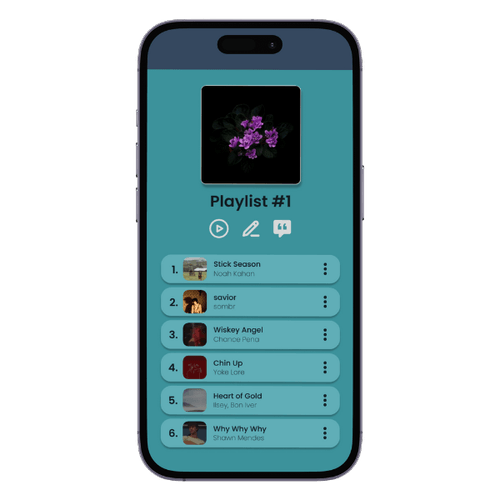 Playlist #1
1. Stick Season
Noah Kahan
2. savior
sombr
3. Wiskey Angel
Chance Pena
4. Chin Up
Yoke Lore
5. Heart of Gold
Ilsey, Bon Iver
6. Why Why Why
Shawn Mendes